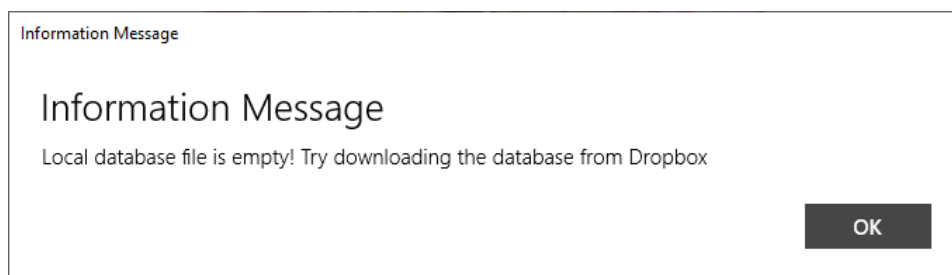 Information Message
Information Message
Local database file is empty! Try downloading the database from Dropbox
OK